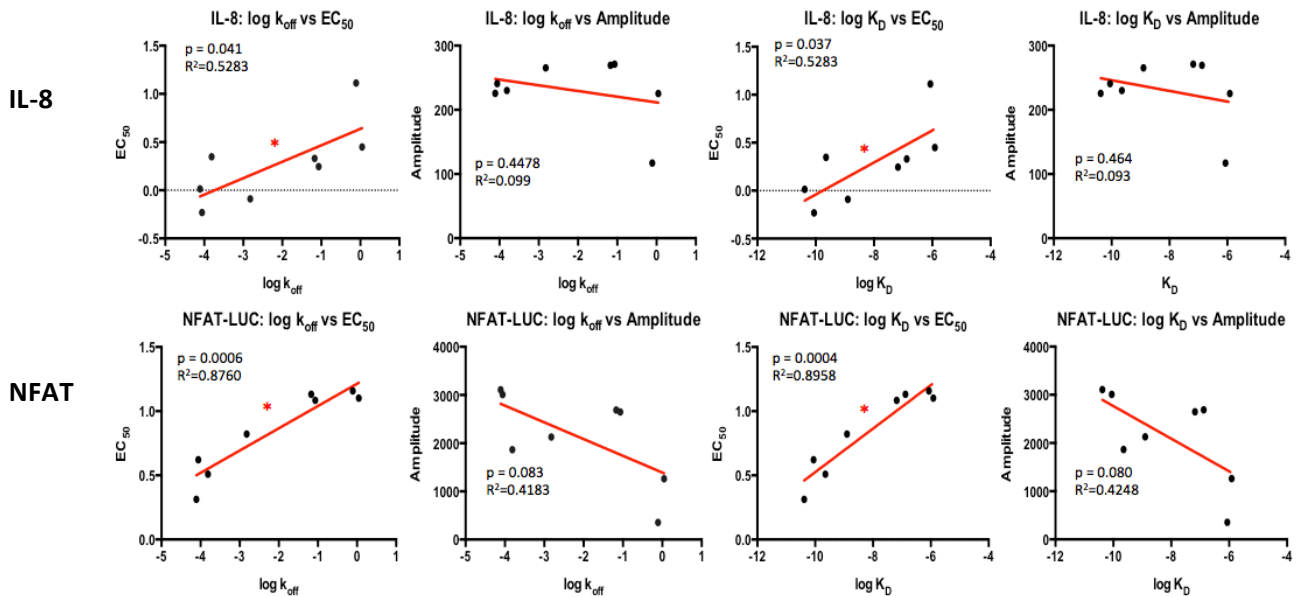 IL-8
IL-8: log koff vs EC50
p = 0.041
R²=0.5283
EC50
1.5
1.0
0.5
0.0
-0.5
-5 -4 -3 -2 -1 0 1
log koff
*
IL-8: log koff vs Amplitude
Amplitude
300
200
100
0
p = 0.4478
R²=0.099
-5 -4 -3 -2 -1 0 1
log koff
IL-8: log KD vs EC50
p = 0.037
R²=0.5283
EC50
1.5
1.0
0.5
0.0
-0.5
*
-12 -10 -8 -6 -4
log KD
IL-8: log KD vs Amplitude
Amplitude
300
200
100
0
p = 0.464
R²=0.093
-12 -10 -8 -6 -4
KD
NFAT
NFAT-LUC: log koff vs EC50
p = 0.0006
R²=0.8760
EC50
1.5
1.0
0.5
0.0
*
-5 -4 -3 -2 -1 0 1
log koff
NFAT-LUC: log koff vs Amplitude
Amplitude
4000
3000
2000
1000
0
p = 0.083
R²=0.4183
-5 -4 -3 -2 -1 0 1
log koff
NFAT-LUC: log KD vs EC50
p = 0.0004
R²=0.8958
EC50
1.5
1.0
0.5
0.0
*
-12 -10 -8 -6 -4
log KD
NFAT-LUC: log KD vs Amplitude
Amplitude
4000
3000
2000
1000
0
p = 0.080
R²=0.4248
-12 -10 -8 -6 -4
log KD